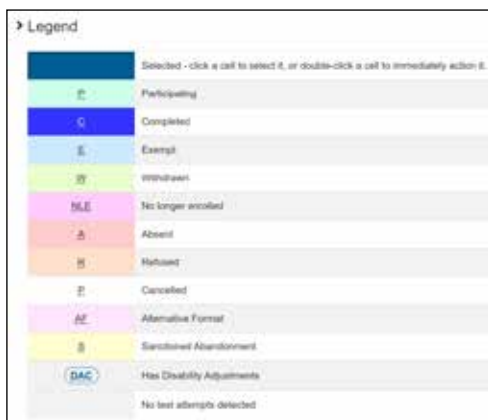 Legend
Selected - click a cell to select it, or double-click a cell to immediately action it.
P Participating
C Completed
E Exempt
W Withdrawn
NLE No longer enrolled
A Absent
R Refused
P Cancelled
AF Alternative Format
S Sanctioned Abandonment
DAC Has Disability Adjustments
No test attempts detected